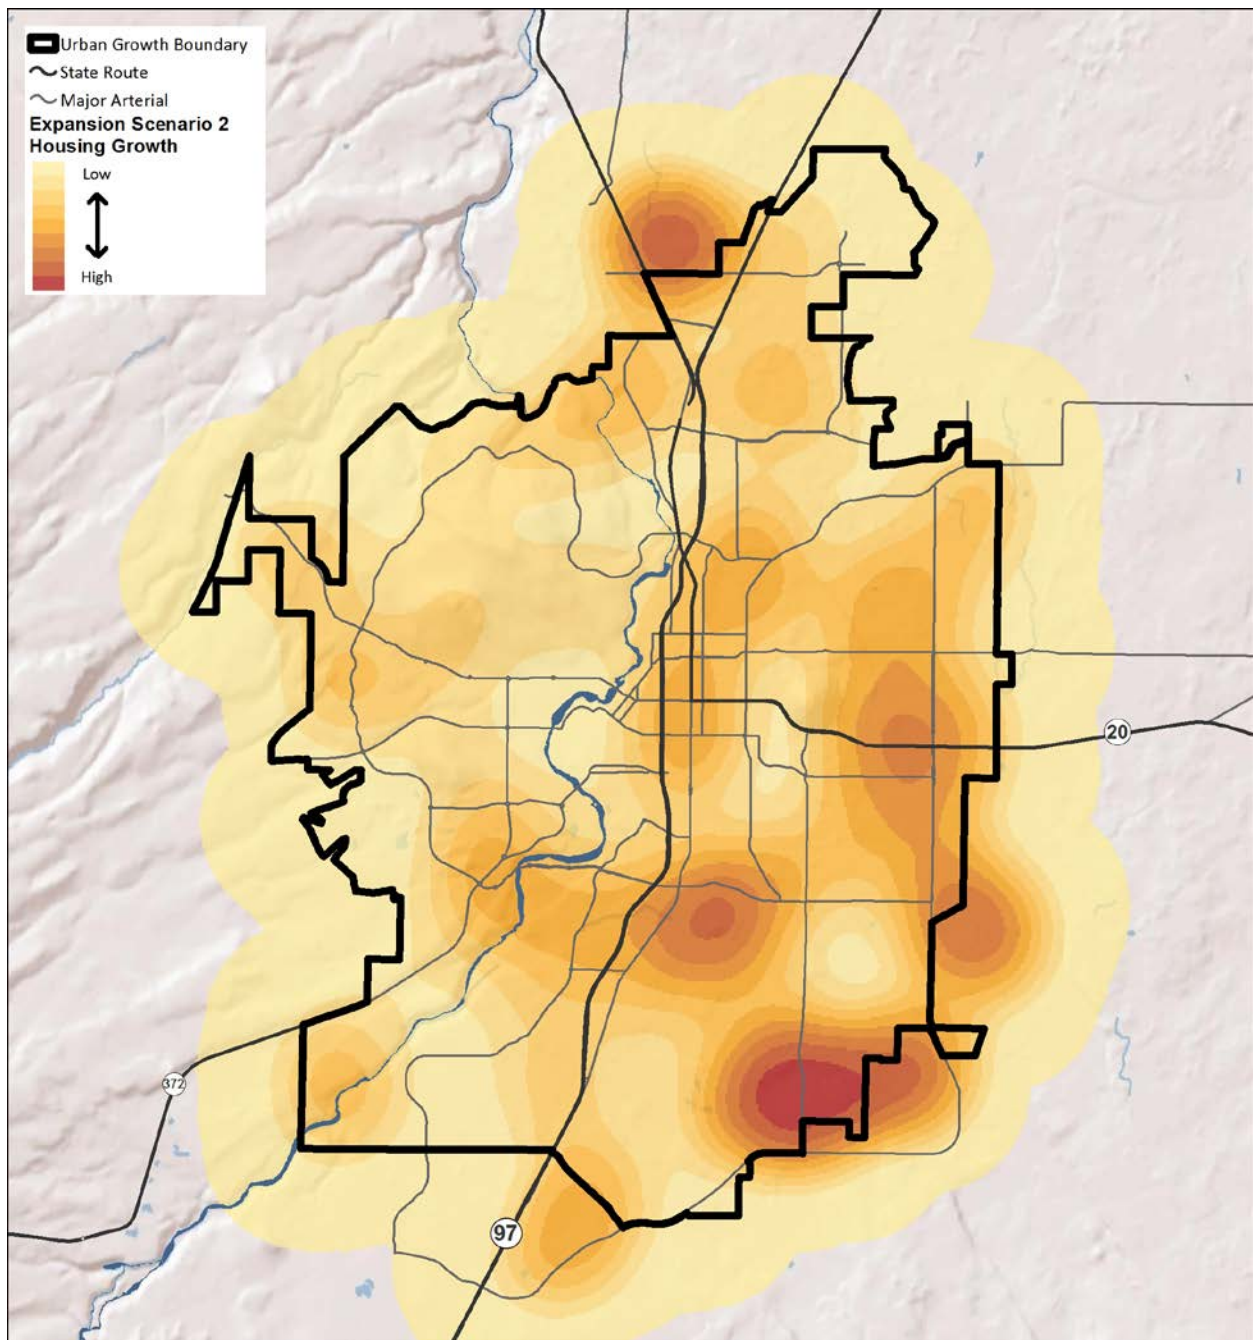 Urban Growth Boundary
State Route
Major Arterial
Expansion Scenario 2
Housing Growth
Low
High
20
372
97